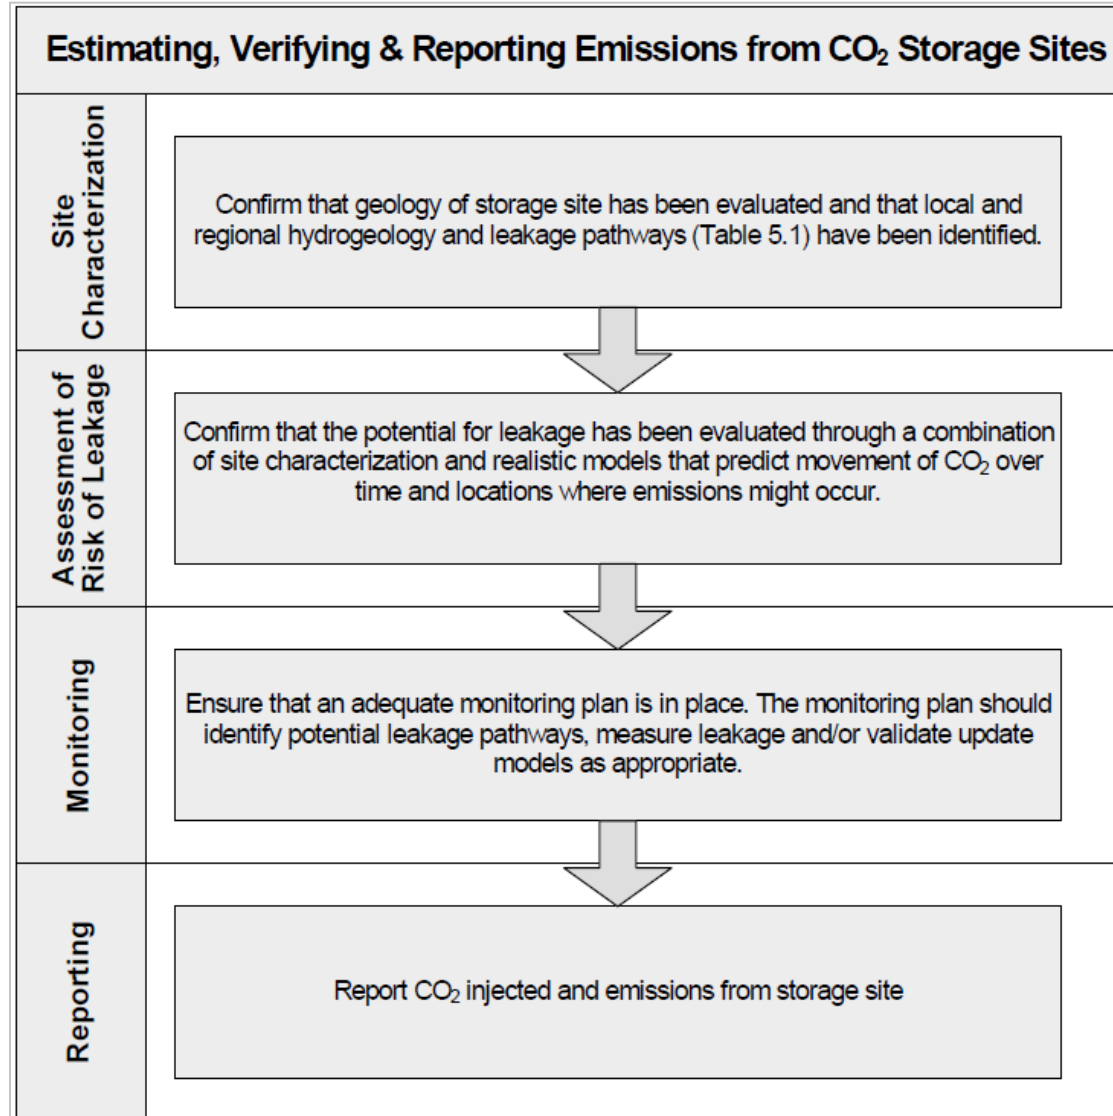 Estimating, Verifying & Reporting Emissions from CO₂ Storage Sites
Site
Characterization
Confirm that geology of storage site has been evaluated and that local and
regional hydrogeology and leakage pathways (Table 5.1) have been identified.
Assessment of
Risk of Leakage
Confirm that the potential for leakage has been evaluated through a combination
of site characterization and realistic models that predict movement of CO₂ over
time and locations where emissions might occur.
Monitoring
Ensure that an adequate monitoring plan is in place. The monitoring plan should
identify potential leakage pathways, measure leakage and/or validate update
models as appropriate.
Reporting
Report CO₂ injected and emissions from storage site